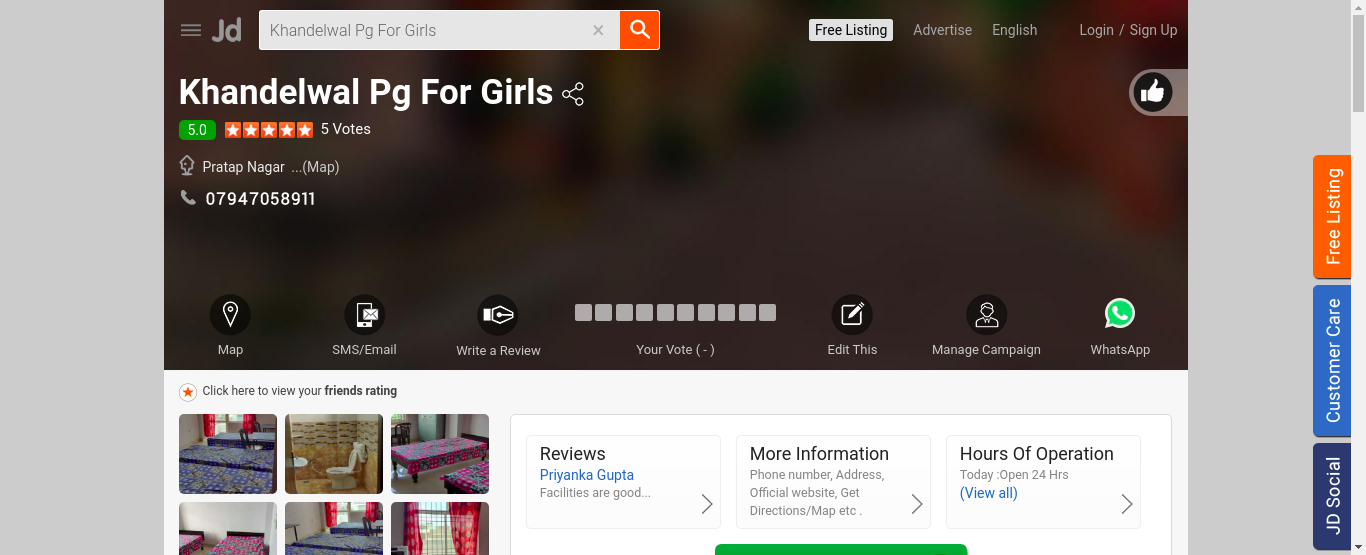 Jd
Khandelwal Pg For Girls
Free Listing
Advertise
English
Login / Sign Up
Khandelwal Pg For Girls
5.0
5 Votes
Pratap Nagar ...(Map)
07947058911
Map
SMS/Email
Write a Review
Your Vote ( - )
Edit This
Manage Campaign
WhatsApp
Click here to view your friends rating
Reviews
Priyanka Gupta
Facilities are good...
More Information
Phone number, Address,
Official website, Get
Directions/Map etc .
Hours Of Operation
Today :Open 24 Hrs
(View all)
Free Listing
Customer Care
JD Social